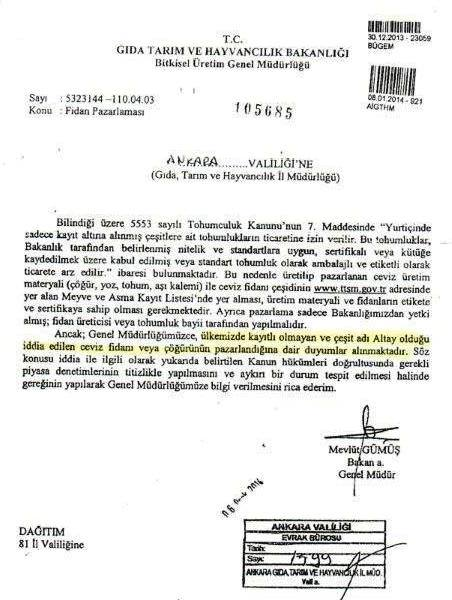 30.12.2013 - 23059
BÜGEM
T.C.
GIDA TARIM VE HAYVANCILIK BAKANLIĞI
Bitkisel Üretim Genel Müdürlüğü
08.01.2014 - 921
AİGTHM
Sayı : 5323144 –110.04.03
Konu : Fidan Pazarlaması
105685
ANKARA.........VALİLİĞİ'NE
(Gıda, Tarım ve Hayvancılık İl Müdürlüğü)
Bilindiği üzere 5553 sayılı Tohumculuk Kanunu'nun 7. Maddesinde “Yurtiçinde
sadece kayıt altına alınmış çeşitlere ait tohumlukların ticaretine izin verilir. Bu tohumluklar,
Bakanlık tarafından belirlenmiş nitelik ve standartlara uygun, sertifikalı veya kütüğe
kaydedilmek üzere kabul edilmiş veya standart tohumluk olarak ambalajlı ve etiketli olarak
ticarete arz edilir.” ibaresi bulunmaktadır. Bu nedenle üretilip pazarlanan ceviz üretim
materyali (çöğür, yoz, tohum, aşı kalemi) ile ceviz fidanı çeşidinin www.ttsm.gov.tr adresinde
yer alan Meyve ve Asma Kayıt Listesi'nde yer alması, üretim materyali ve fidanların etikete
ve sertifikaya sahip olması gerekmektedir. Ayrıca pazarlama sadece Bakanlığımızdan yetki
almış; fidan üreticisi veya tohumluk bayii tarafından yapılmalıdır.
Ancak; Genel Müdürlüğümüzce, ülkemizde kayıtlı olmayan ve çeşit adı Altay olduğu
iddia edilen ceviz fidanı veya çöğürünün pazarlandığına dair duyumlar alınmaktadır. Söz
konusu iddia ile ilgili olarak yukarıda belirtilen Kanun hükümleri doğrultusunda gerekli
piyasa denetimlerinin titizlikle yapılmasını ve aykırı bir durum tespit edilmesi halinde
gereğinin yapılarak Genel Müdürlüğümüze bilgi verilmesini rica ederim.
Mevlüt GÜMÜŞ
Bakan a.
Genel Müdür
DAĞITIM
81 İl Valiliğine
ANKARA VALİLİĞİ
EVRAK BÜROSU
Tarih:
Sayı: 1399
ANKARA GIDA, TARIM VE HAYVANCILIK İL MÜD.